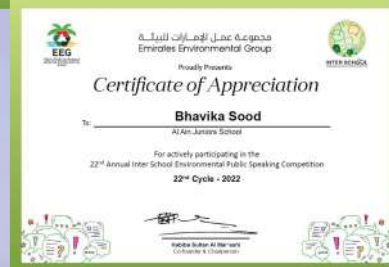 مجموعة عمل الإمارات للبيئة
Emirates Environmental Group
EEG
INTER SCHOOL
Proudly Presents
Certificate of Appreciation
To: Bhavika Sood
Al Ain Juniors School
For actively participating in the
22nd Annual Inter School Environmental Public Speaking Competition
22nd Cycle - 2022
Habiba Sultan Al Mar'ashi
Co-founder & Chairperson